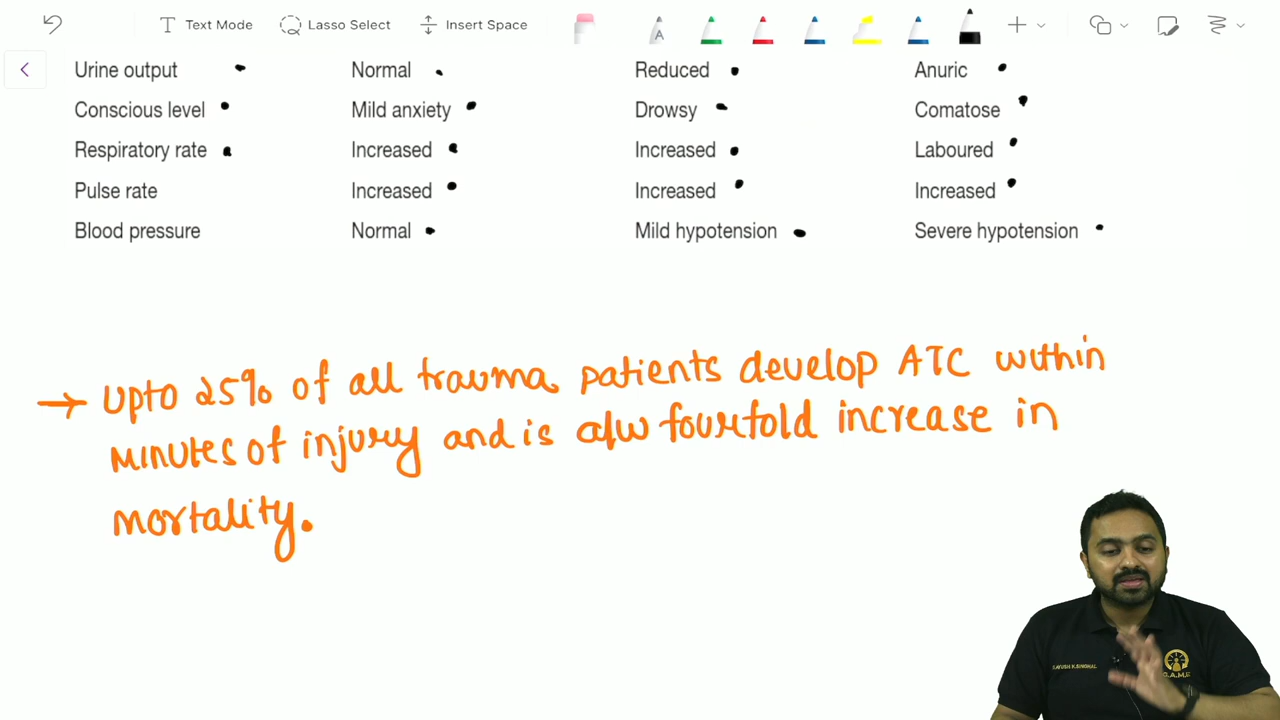 Text Mode Lasso Select Insert Space
A
Urine output Normal Reduced Anuric
Conscious level Mild anxiety Drowsy Comatose
Respiratory rate Increased Increased Laboured
Pulse rate Increased Increased Increased
Blood pressure Normal Mild hypotension Severe hypotension
→ Upto 25% of all trauma patients develop ATC within
minutes of injury and is a/w fourfold increase in
mortality.